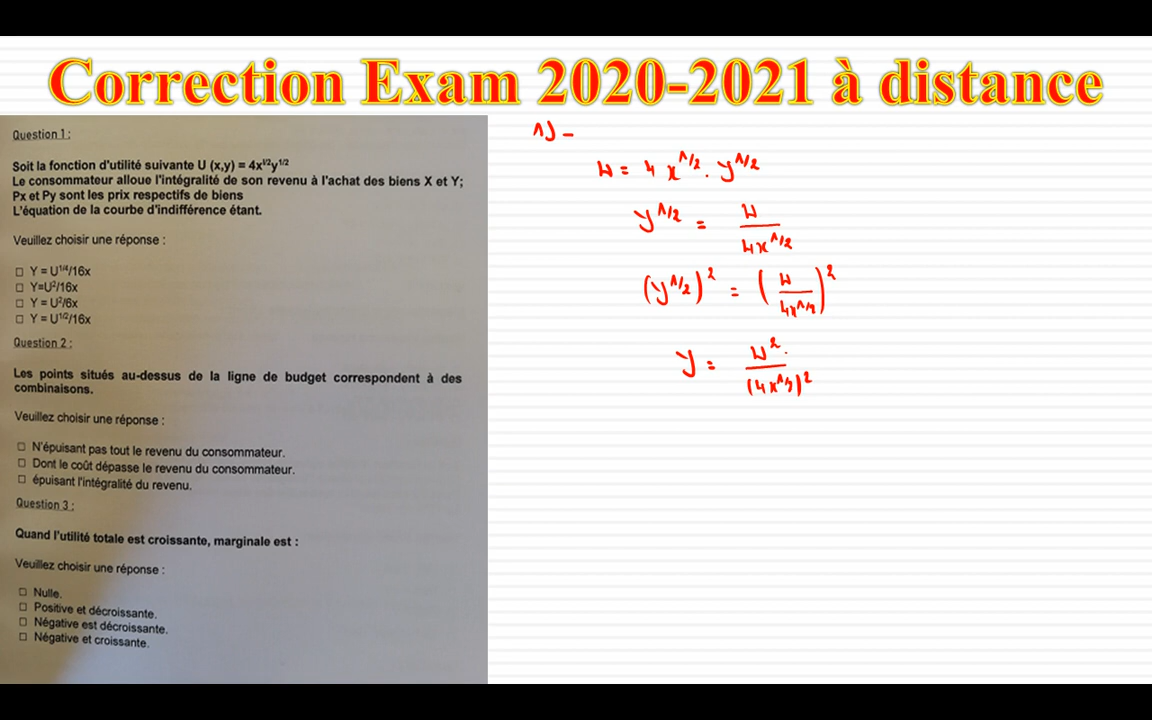 Correction Exam 2020-2021 à distance
Question 1 :
Soit la fonction d'utilité suivante U (x,y) = 4x^1/2 y^1/2
Le consommateur alloue l'intégralité de son revenu à l'achat des biens X et Y;
Px et Py sont les prix respectifs de biens
L'équation de la courbe d'indifférence étant.
Veuillez choisir une réponse :
□ Y = U^1/4/16x
□ Y=U²/16x
□ Y = U²/6x
□ Y = U^1/2/16x
Question 2 :
Les points situés au-dessus de la ligne de budget correspondent à des
combinaisons.
Veuillez choisir une réponse :
□ N'épuisant pas tout le revenu du consommateur.
□ Dont le coût dépasse le revenu du consommateur.
□ épuisant l'intégralité du revenu.
Question 3 :
Quand l'utilité totale est croissante, marginale est :
Veuillez choisir une réponse :
□ Nulle.
□ Positive et décroissante.
□ Négative est décroissante.
□ Négative et croissante.
1) -
U = 4 x^1/2 . y^1/2
y^1/2 = U / 4x^1/2
(y^1/2)^2 = (U / 4x^1/2)^2
y = U^2 / (4x^1/2)^2